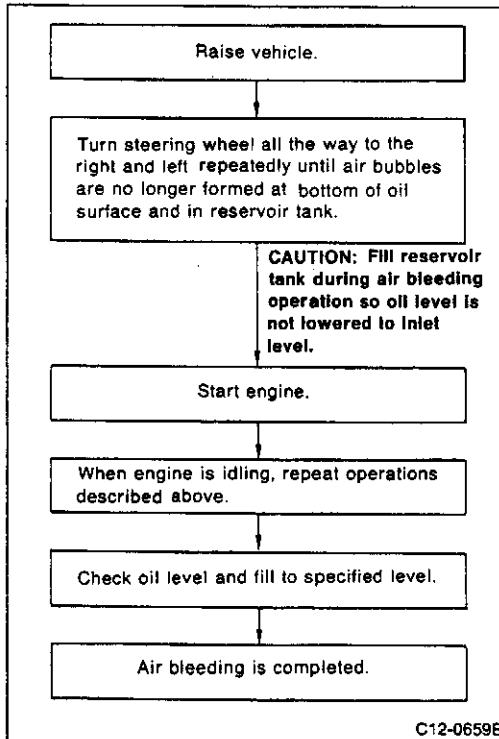 Raise vehicle.
Turn steering wheel all the way to the
right and left repeatedly until air bubbles
are no longer formed at bottom of oil
surface and in reservoir tank.
CAUTION: Fill reservoir
tank during air bleeding
operation so oil level is
not lowered to inlet
level.
Start engine.
When engine is idling, repeat operations
described above.
Check oil level and fill to specified level.
Air bleeding is completed.
C12-0659E